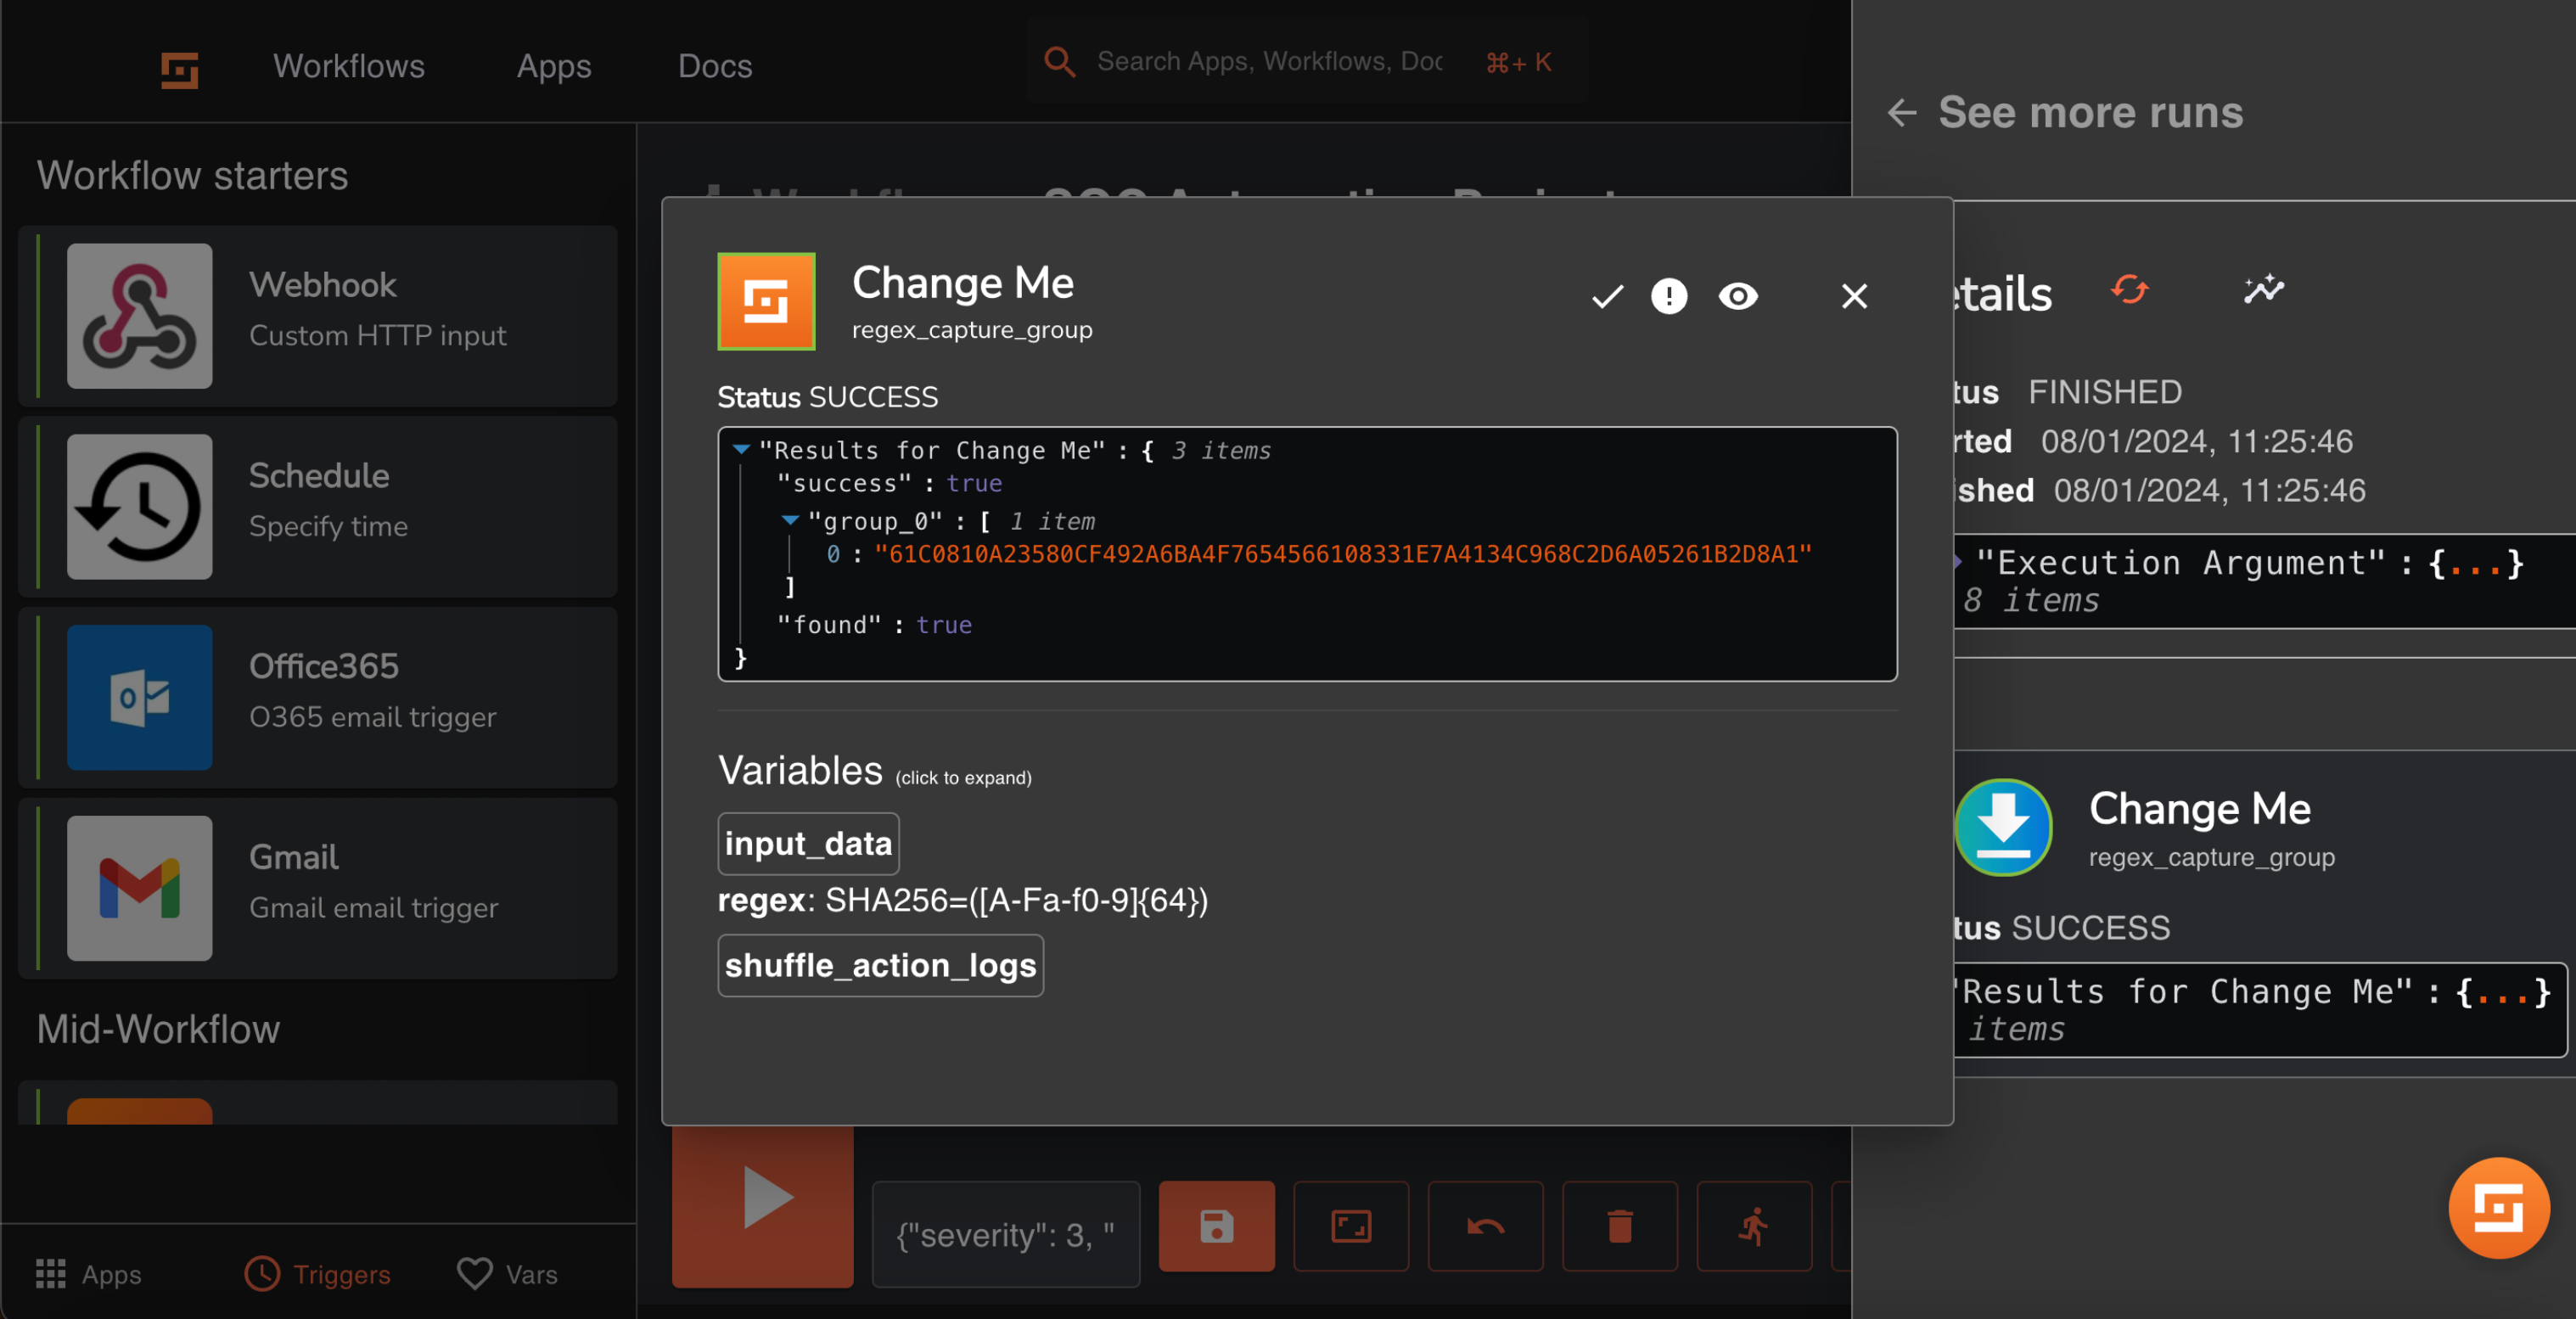 Workflows
Apps
Docs
Search Apps, Workflows, Doc
⌘+ K
Workflow starters
Webhook
Custom HTTP input
Schedule
Specify time
Office365
O365 email trigger
Gmail
Gmail email trigger
Mid-Workflow
Apps
Triggers
Vars
Change Me
regex_capture_group
Status SUCCESS
"Results for Change Me" : { 3 items
"success" : true
"group_0" : [ 1 item
0 : "61C0810A23580CF492A6BA4F7654566108331E7A4134C968C2D6A05261B2D8A1"
]
"found" : true
}
Variables (click to expand)
input_data
regex: SHA256=([A-Fa-f0-9]{64})
shuffle_action_logs
{"severity": 3, "
← See more runs
etails
tus FINISHED
rted 08/01/2024, 11:25:46
ished 08/01/2024, 11:25:46
"Execution Argument" : {...}
8 items
Change Me
regex_capture_group
tus SUCCESS
"Results for Change Me" : {...}
items